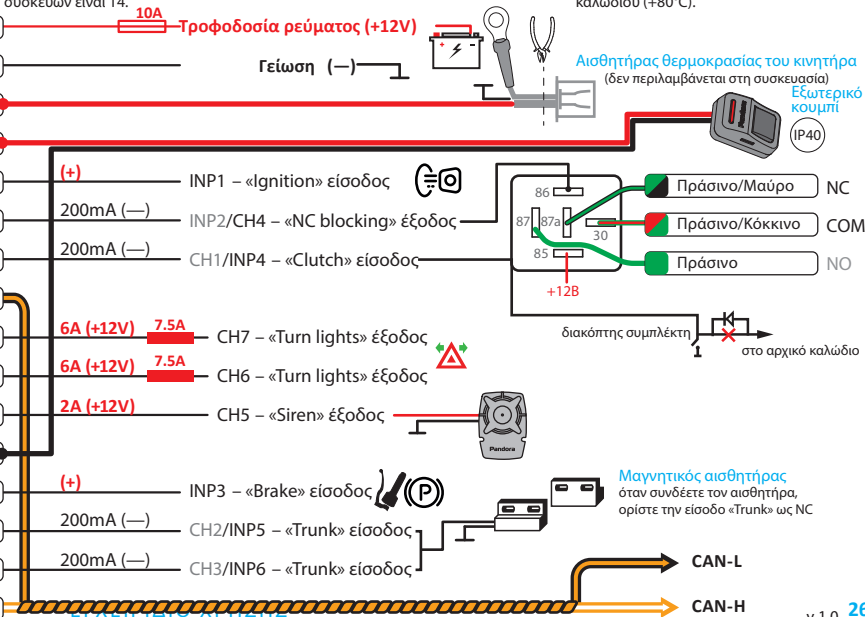 συσκευών είναι 14.
καλωδίου (+80°C).
10A
Τροφοδοσία ρεύματος (+12V)
Γείωση (—)
Αισθητήρας θερμοκρασίας του κινητήρα
(δεν περιλαμβάνεται στη συσκευασία)
Εξωτερικό
κουμπί
IP40
(+)
INP1 – «Ignition» είσοδος
200mA (—)
INP2/CH4 – «NC blocking» έξοδος
200mA (—)
CH1/INP4 – «Clutch» είσοδος
86
87
87a
30
85
+12B
Πράσινο/Μαύρο
NC
Πράσινο/Κόκκινο
COM
Πράσινο
NO
διακόπτης συμπλέκτη
στο αρχικό καλώδιο
6A (+12V)
7.5A
CH7 – «Turn lights» έξοδος
6A (+12V)
7.5A
CH6 – «Turn lights» έξοδος
2A (+12V)
CH5 – «Siren» έξοδος
Pandora
(+)
INP3 – «Brake» είσοδος
P
Μαγνητικός αισθητήρας
όταν συνδέετε τον αισθητήρα,
ορίστε την είσοδο «Trunk» ως NC
200mA (—)
CH2/INP5 – «Trunk» είσοδος
200mA (—)
CH3/INP6 – «Trunk» είσοδος
CAN-L
CAN-H
v 1.0
26